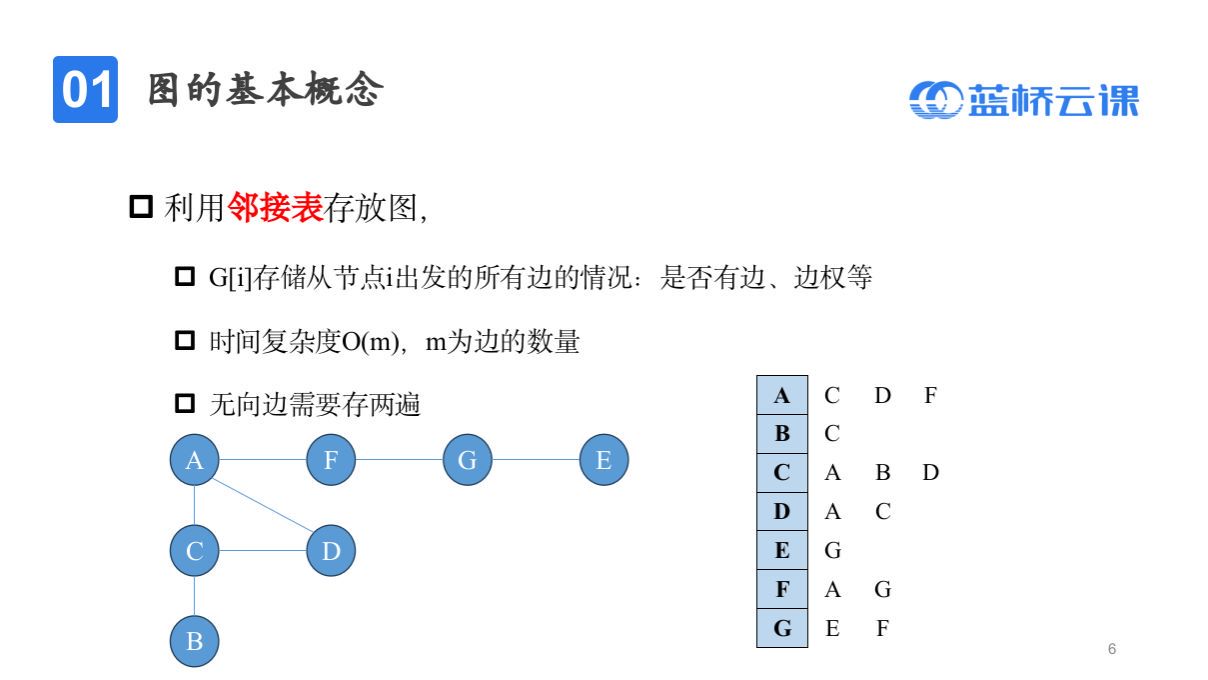 01 图的基本概念
蓝桥云课
利用邻接表存放图，
G[i]存储从节点i出发的所有边的情况：是否有边、边权等
时间复杂度O(m)，m为边的数量
无向边需要存两遍
A F G E
C D
B
A C D F
B C
C A B D
D A C
E G
F A G
G E F
6